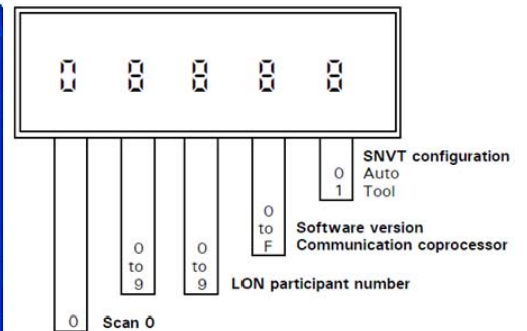 0 8 8 8 8
SNVT configuration
0 Auto
1 Tool
0
to
F
Software version
Communication coprocessor
0
to
9
0
to
9
LON participant number
0 Scan 0